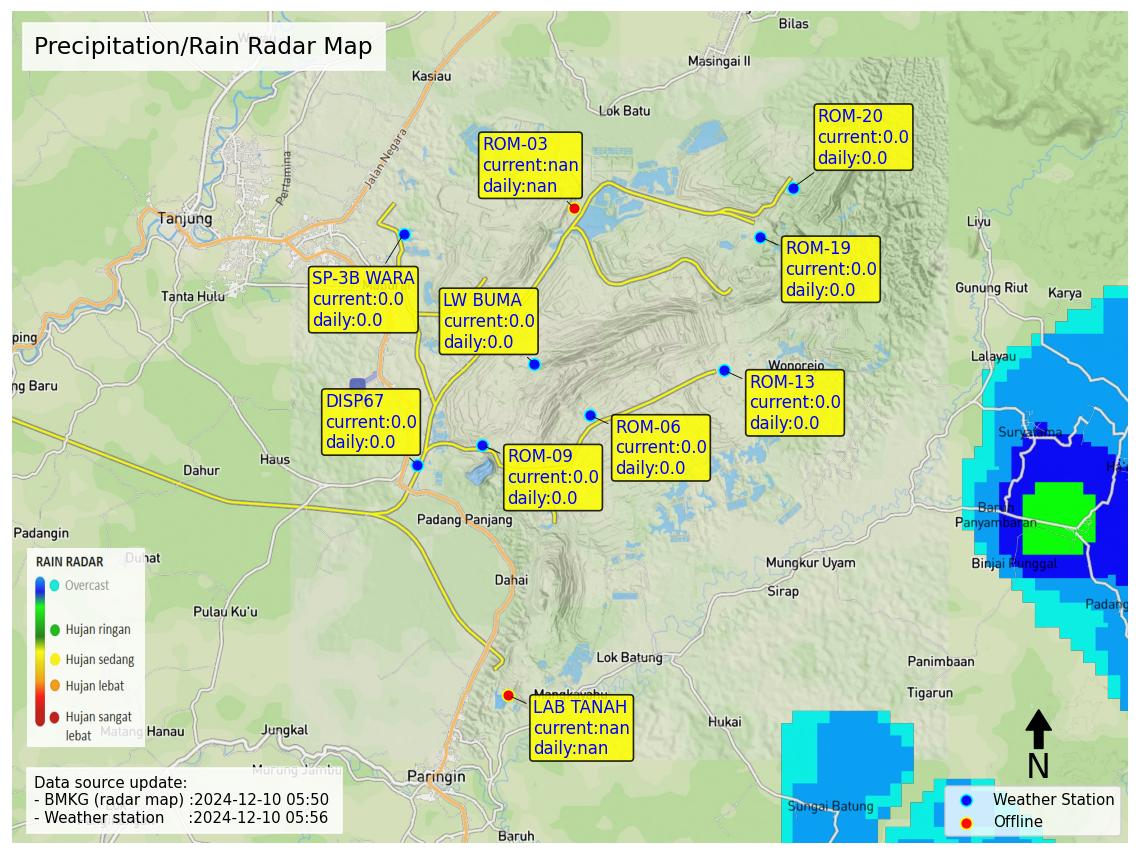 Precipitation/Rain Radar Map
Bilas
Masingai II
Kasiau
Lok Batu
Jalan Negara
Pertamina
Tanjung
Tanta Hulu
ping
ng Baru
ROM-20
current:0.0
daily:0.0
ROM-03
current:nan
daily:nan
ROM-19
current:0.0
daily:0.0
SP-3B WARA
current:0.0
daily:0.0
LW BUMA
current:0.0
daily:0.0
Liyu
Gunung Riut
Karya
Lalayau
Wonorejo
ROM-13
current:0.0
daily:0.0
DISP67
current:0.0
daily:0.0
ROM-06
current:0.0
daily:0.0
ROM-09
current:0.0
daily:0.0
Suryatama
Haus
Dahur
Padang Panjang
Barun
Panyambaran
Binjai Punggal
Padang
Padangin
Duhat
Dahai
Mungkur Uyam
Sirap
Pulau Ku'u
Lok Batung
Panimbaan
Tigarun
Mangkayahu
LAB TANAH
current:nan
daily:nan
Hukai
Matang Hanau
Jungkal
Murung Jambu
Paringin
Baruh
Sungai Batung
RAIN RADAR
Overcast
Hujan ringan
Hujan sedang
Hujan lebat
Hujan sangat
lebat
Data source update:
- BMKG (radar map) :2024-12-10 05:50
- Weather station :2024-12-10 05:56
N
Weather Station
Offline